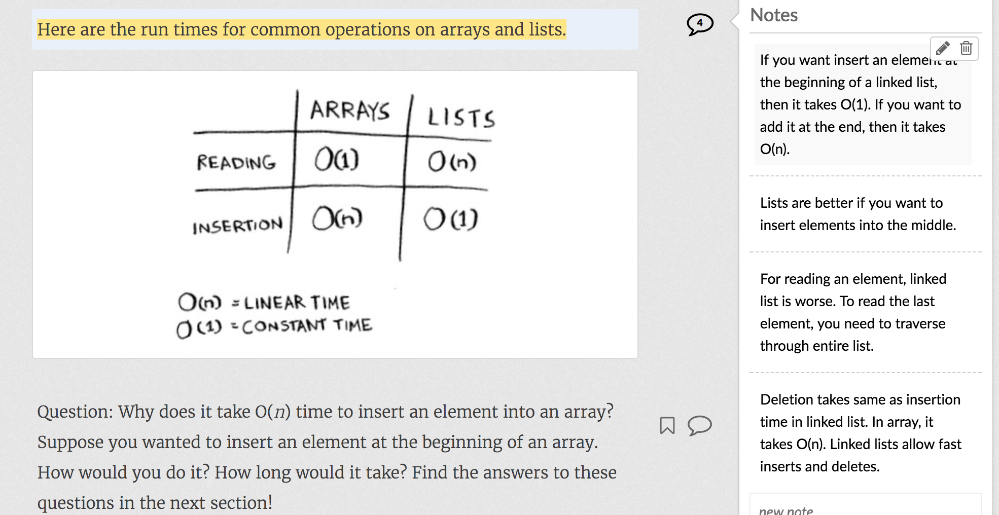 Here are the run times for common operations on arrays and lists.
4
ARRAYS LISTS
READING O(1) O(n)
INSERTION O(n) O(1)
O(n) = LINEAR TIME
O(1) = CONSTANT TIME
Question: Why does it take O(n) time to insert an element into an array?
Suppose you wanted to insert an element at the beginning of an array.
How would you do it? How long would it take? Find the answers to these
questions in the next section!
Notes
If you want insert an element at
the beginning of a linked list,
then it takes O(1). If you want to
add it at the end, then it takes
O(n).
Lists are better if you want to
insert elements into the middle.
For reading an element, linked
list is worse. To read the last
element, you need to traverse
through entire list.
Deletion takes same as insertion
time in linked list. In array, it
takes O(n). Linked lists allow fast
inserts and deletes.
new note